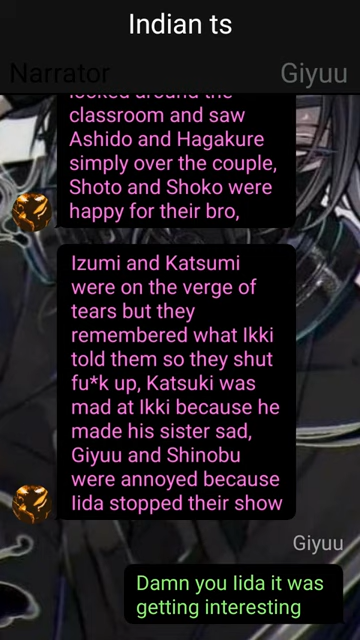 Indian ts
Narrator
Giyuu
looked around the
classroom and saw
Ashido and Hagakure
simply over the couple,
Shoto and Shoko were
happy for their bro,
Izumi and Katsumi
were on the verge of
tears but they
remembered what Ikki
told them so they shut
fu*k up, Katsuki was
mad at Ikki because he
made his sister sad,
Giyuu and Shinobu
were annoyed because
Iida stopped their show
Giyuu
Damn you Iida it was
getting interesting